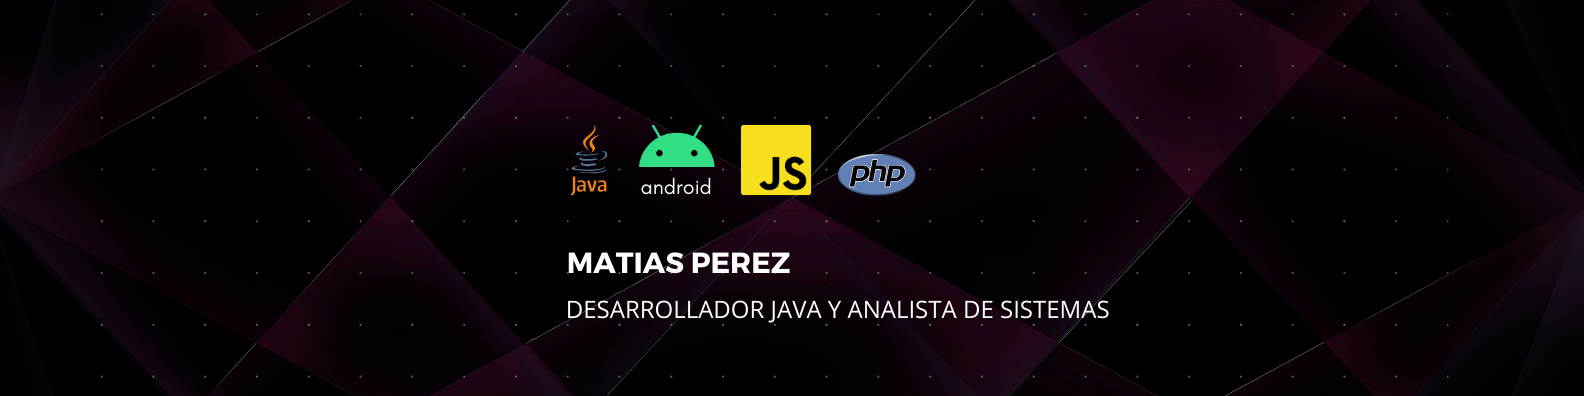 Java
android
JS
php
MATIAS PEREZ
DESARROLLADOR JAVA Y ANALISTA DE SISTEMAS